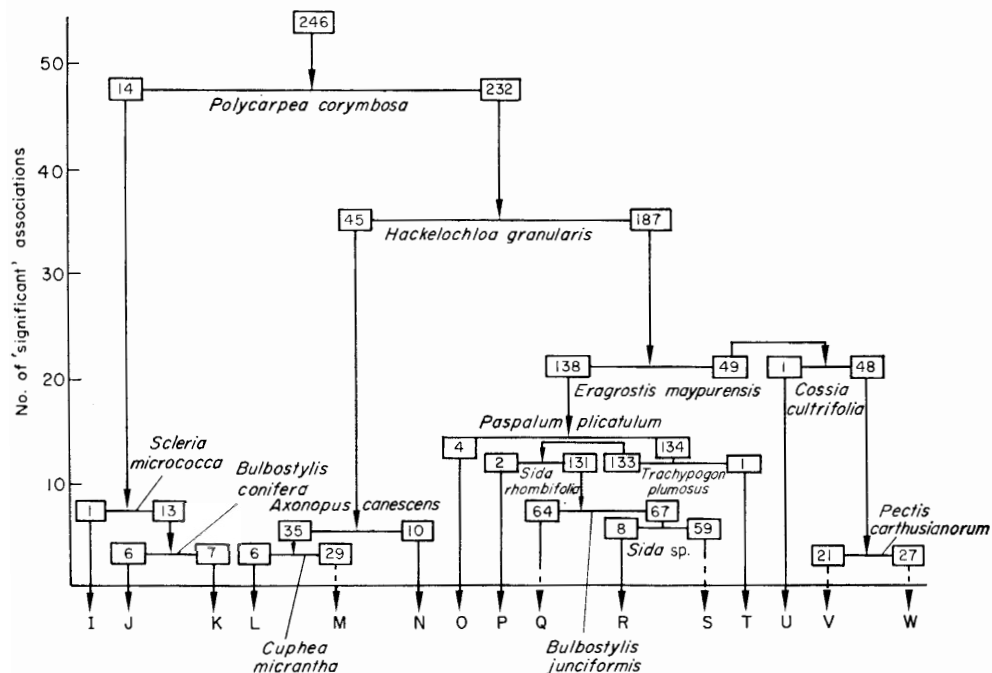 246
50
14
232
Polycarpea corymbosa
40
45
187
Hackelochloa granularis
30
No. of 'significant' associations
138
49
1
48
20
Eragrostis maypurensis
Cossia
cultrifolia
Paspalum plicatulum
4
134
Scleria
micrococca
2
131
133
1
Bulbostylis
conifera
Sida
rhombifolia
Trachypogon
plumosus
10
1
13
Axonopus canescens
64
67
Pectis
carthusianorum
35
10
8
59
Sida sp.
6
7
6
29
21
27
I J K L M N O P Q R S T U V W
Cuphea
micrantha
Bulbostylis
junciformis